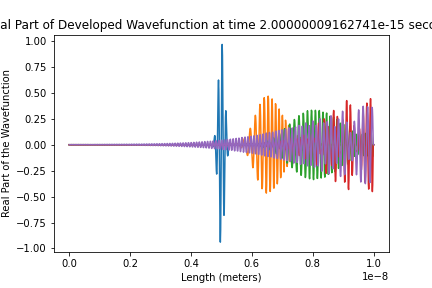 al Part of Developed Wavefunction at time 2.00000009162741e-15 seco
Real Part of the Wavefunction
1.00
0.75
0.50
0.25
0.00
−0.25
−0.50
−0.75
−1.00
0.0 0.2 0.4 0.6 0.8 1.0
1e−8
Length (meters)